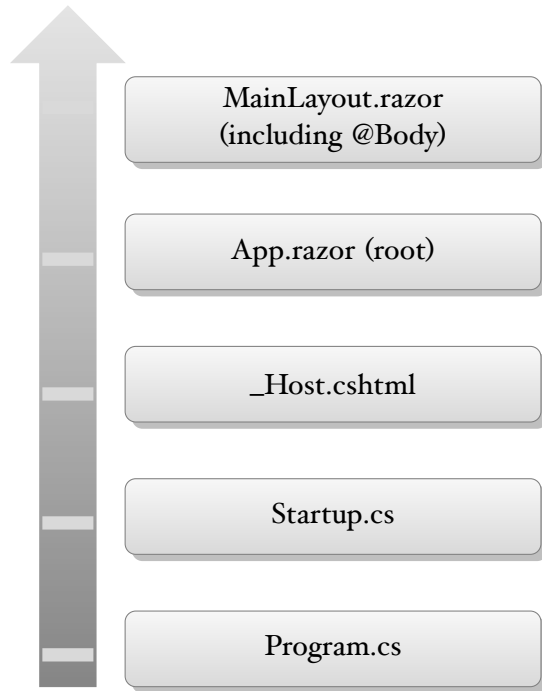 MainLayout.razor
(including @Body)
App.razor (root)
_Host.cshtml
Startup.cs
Program.cs